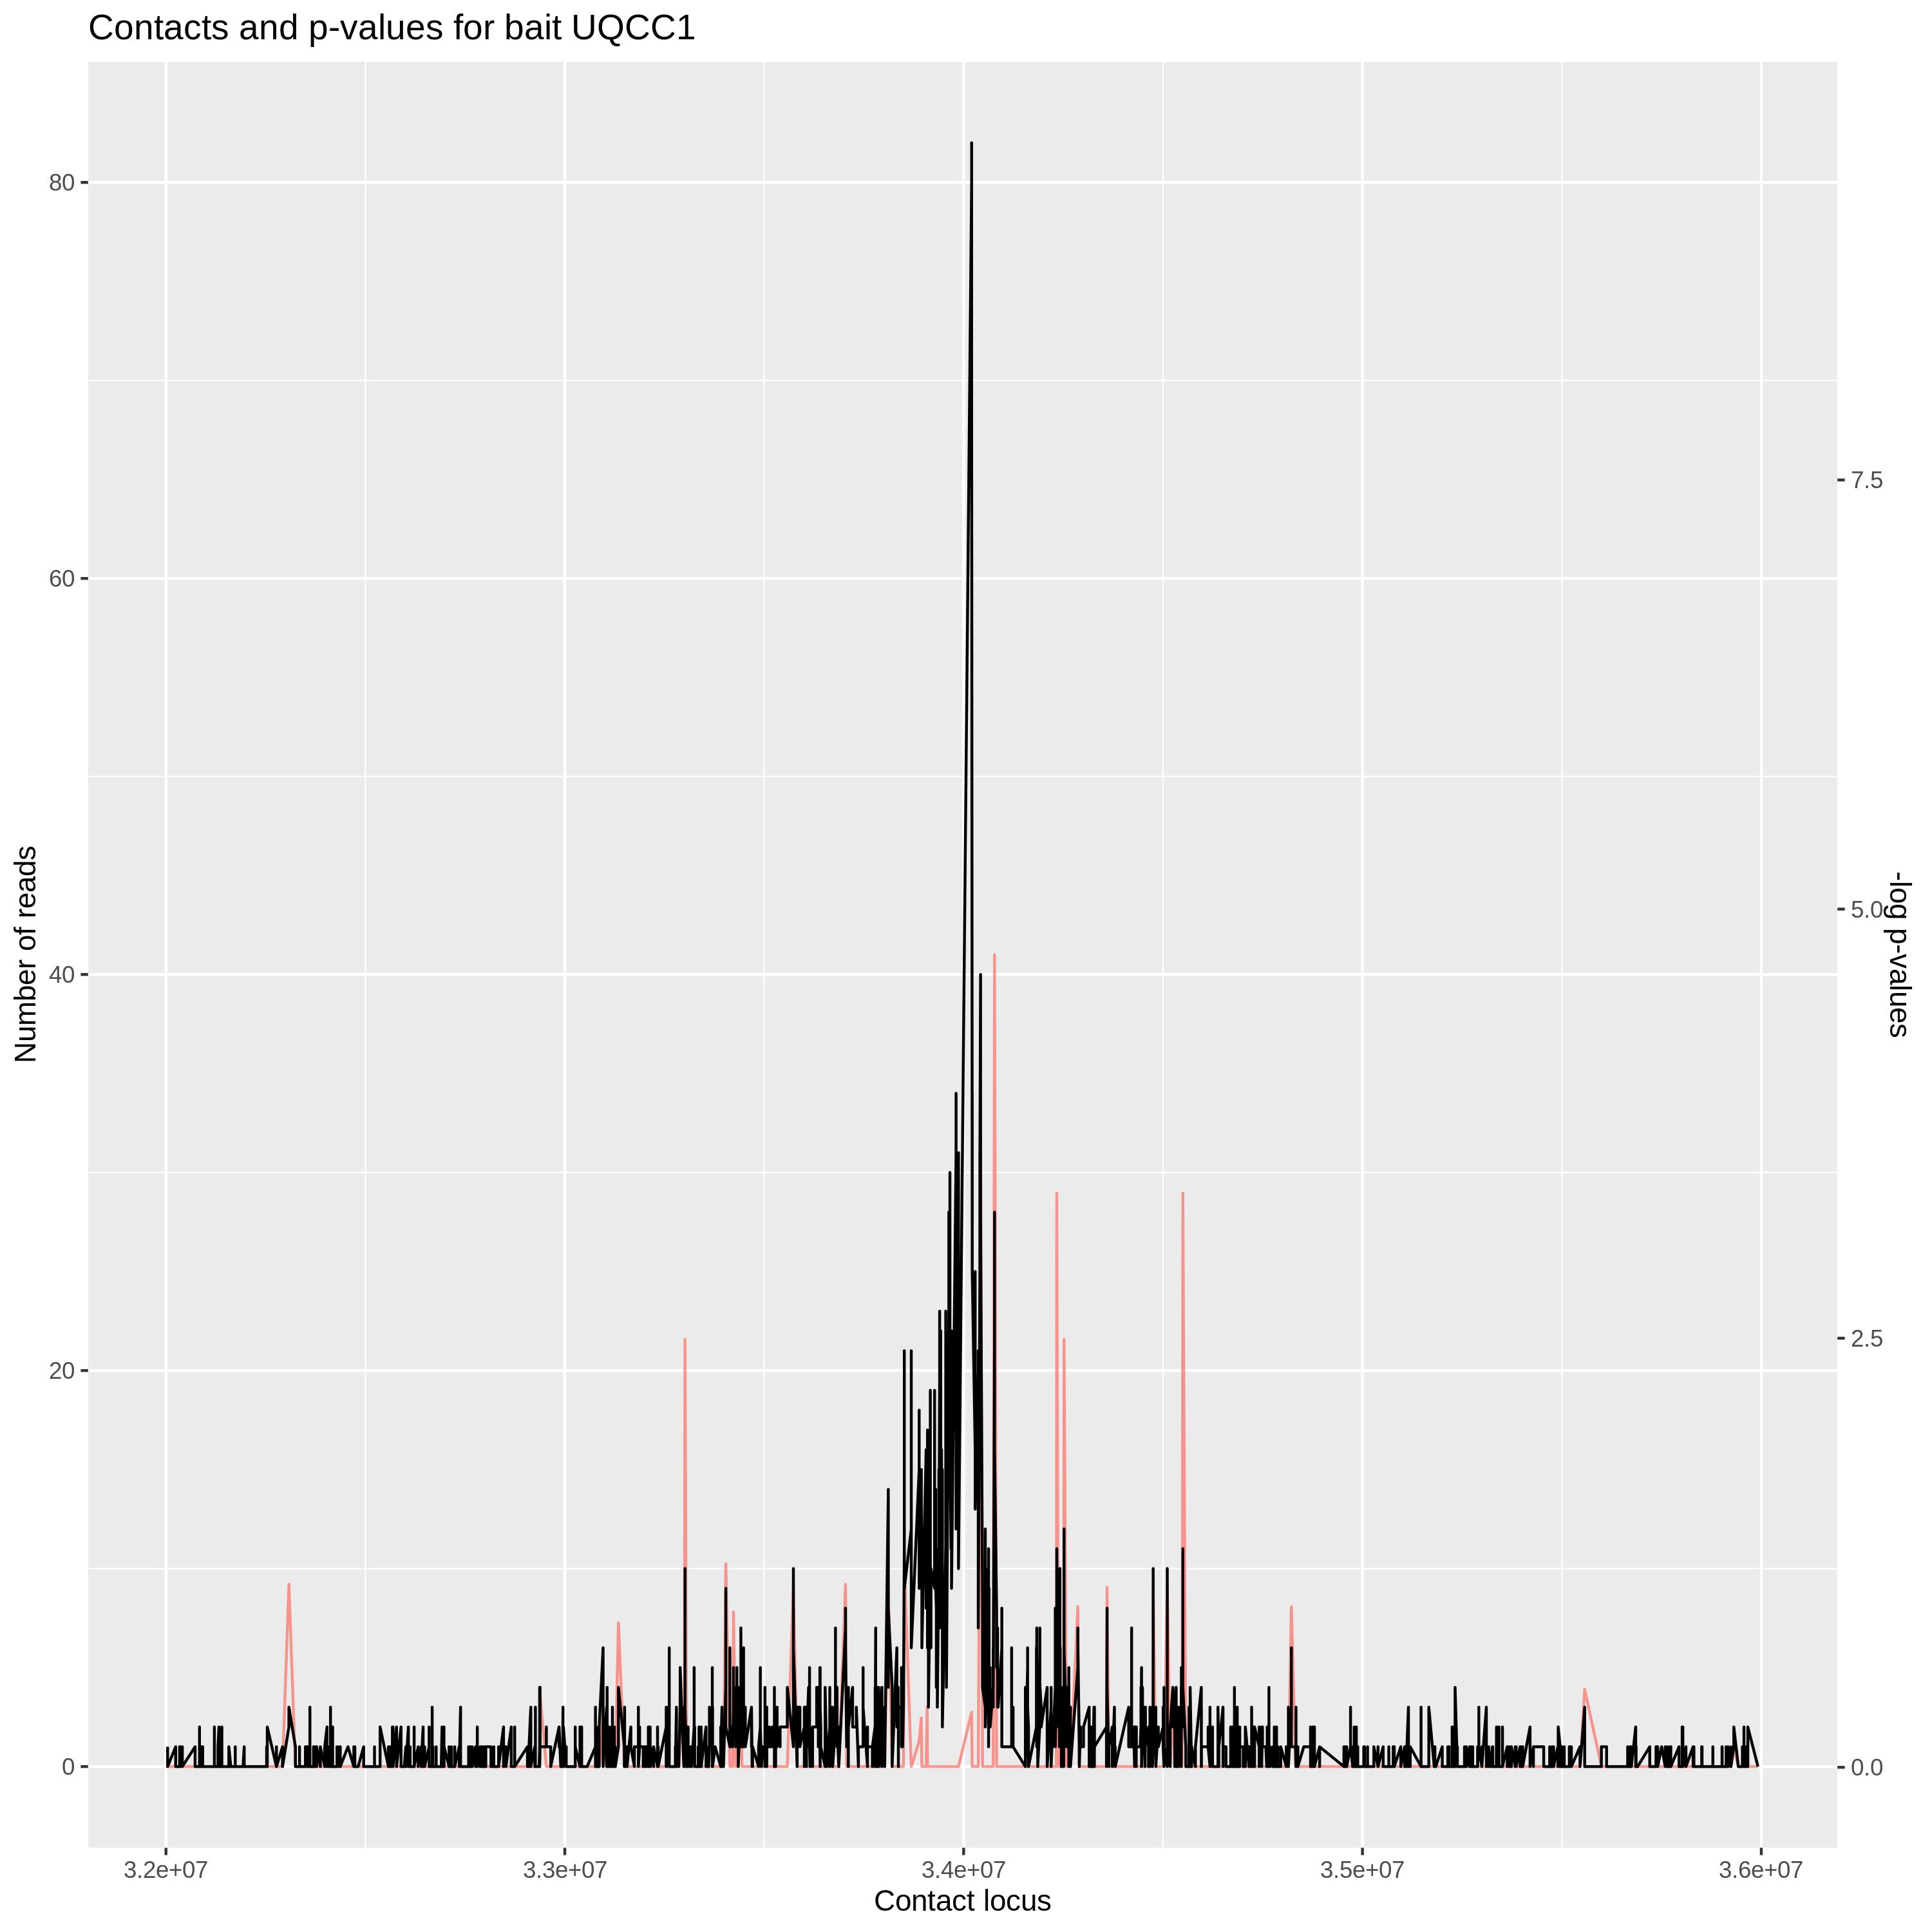 Contacts and p-values for bait UQCC1
80
60
40
20
0
Number of reads
7.5
5.0
2.5
0.0
-log p-values
3.2e+07 3.3e+07 3.4e+07 3.5e+07 3.6e+07
Contact locus